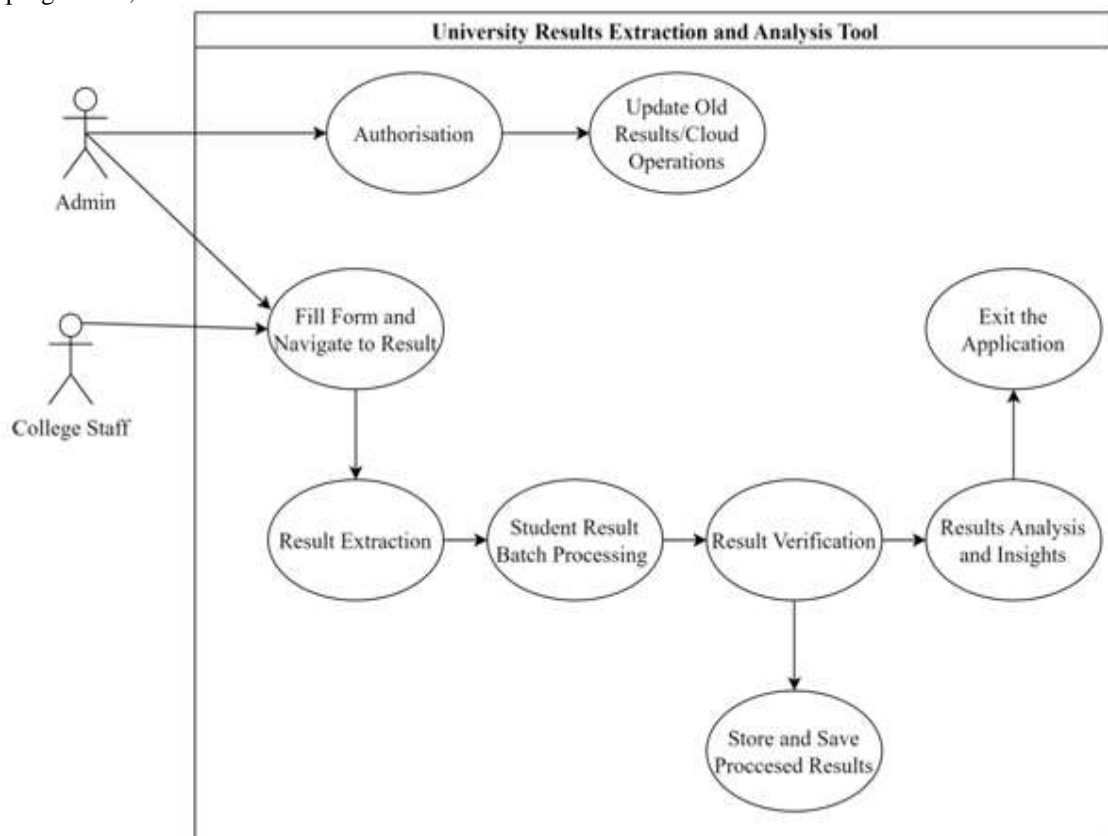 University Results Extraction and Analysis Tool
Admin
Authorisation
Update Old
Results/Cloud
Operations
College Staff
Fill Form and
Navigate to Result
Exit the
Application
Result Extraction
Student Result
Batch Processing
Result Verification
Results Analysis
and Insights
Store and Save
Proccesed Results